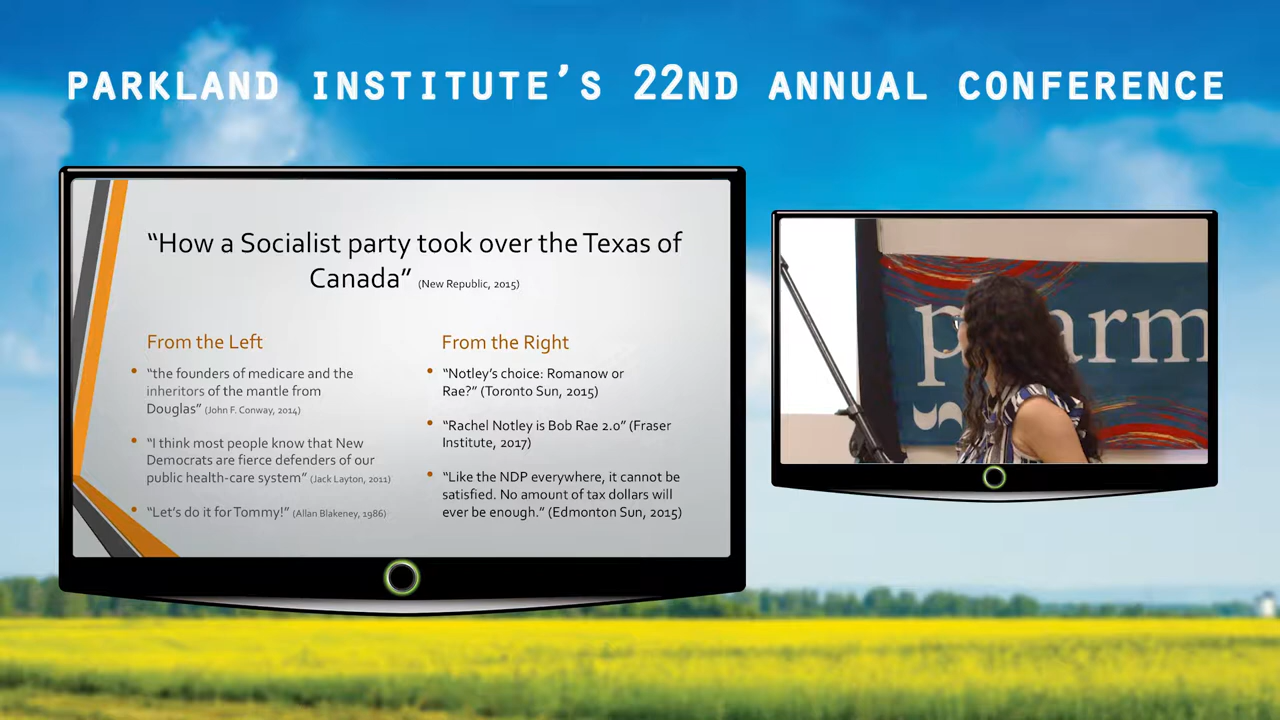 PARKLAND INSTITUTE’S 22ND ANNUAL CONFERENCE
“How a Socialist party took over the Texas of
Canada” (New Republic, 2015)
From the Left
• “the founders of medicare and the
inheritors of the mantle from
Douglas” (John F. Conway, 2014)
• “I think most people know that New
Democrats are fierce defenders of our
public health-care system” (Jack Layton, 2011)
• “Let’s do it for Tommy!” (Allan Blakeney, 1986)
From the Right
• “Notley’s choice: Romanow or
Rae?” (Toronto Sun, 2015)
• “Rachel Notley is Bob Rae 2.0” (Fraser
Institute, 2017)
• “Like the NDP everywhere, it cannot be
satisfied. No amount of tax dollars will
ever be enough.” (Edmonton Sun, 2015)